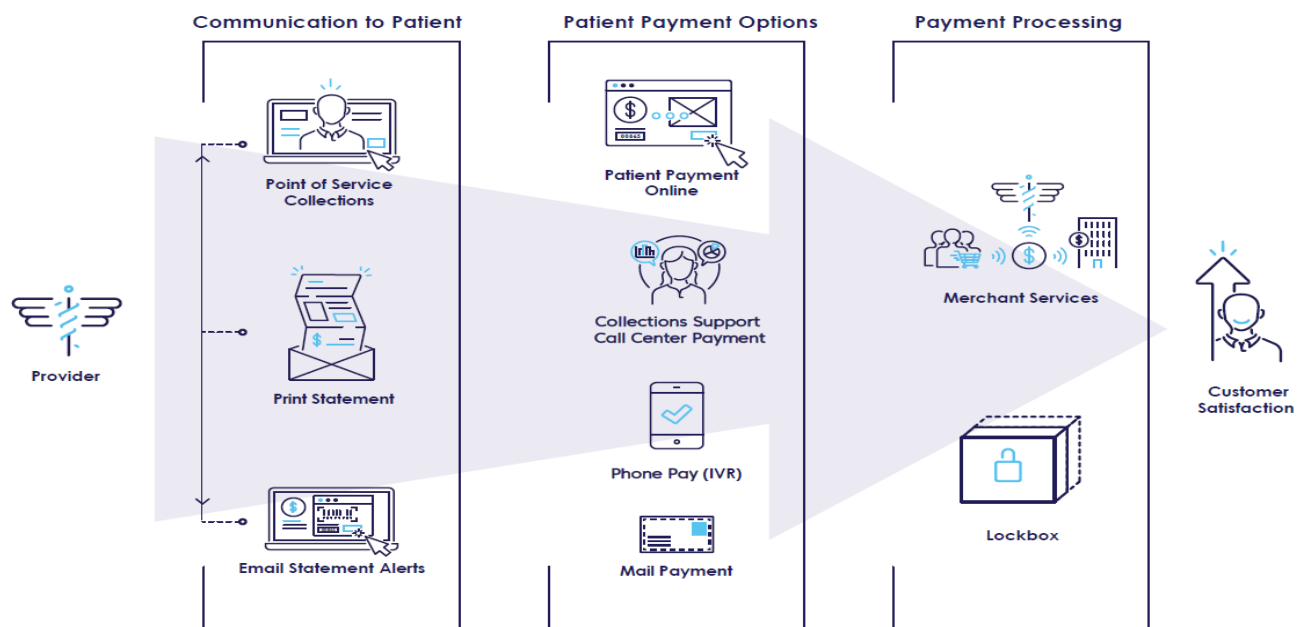 Communication to Patient
Patient Payment Options
Payment Processing
Provider
Point of Service
Collections
Print Statement
Email Statement Alerts
Patient Payment
Online
Collections Support
Call Center Payment
Phone Pay (IVR)
Mail Payment
Merchant Services
Lockbox
Customer
Satisfaction